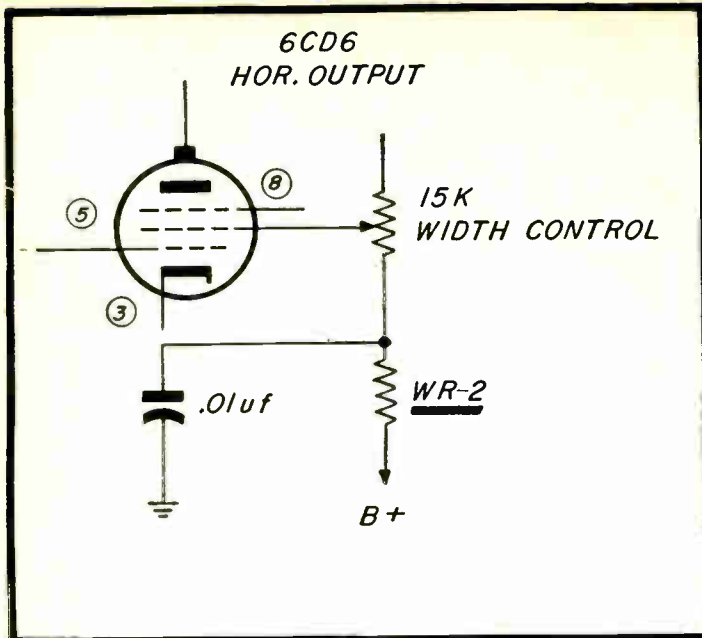 6CD6
HOR. OUTPUT
8
5
15K
WIDTH CONTROL
3
.01uf
WR-2
B+